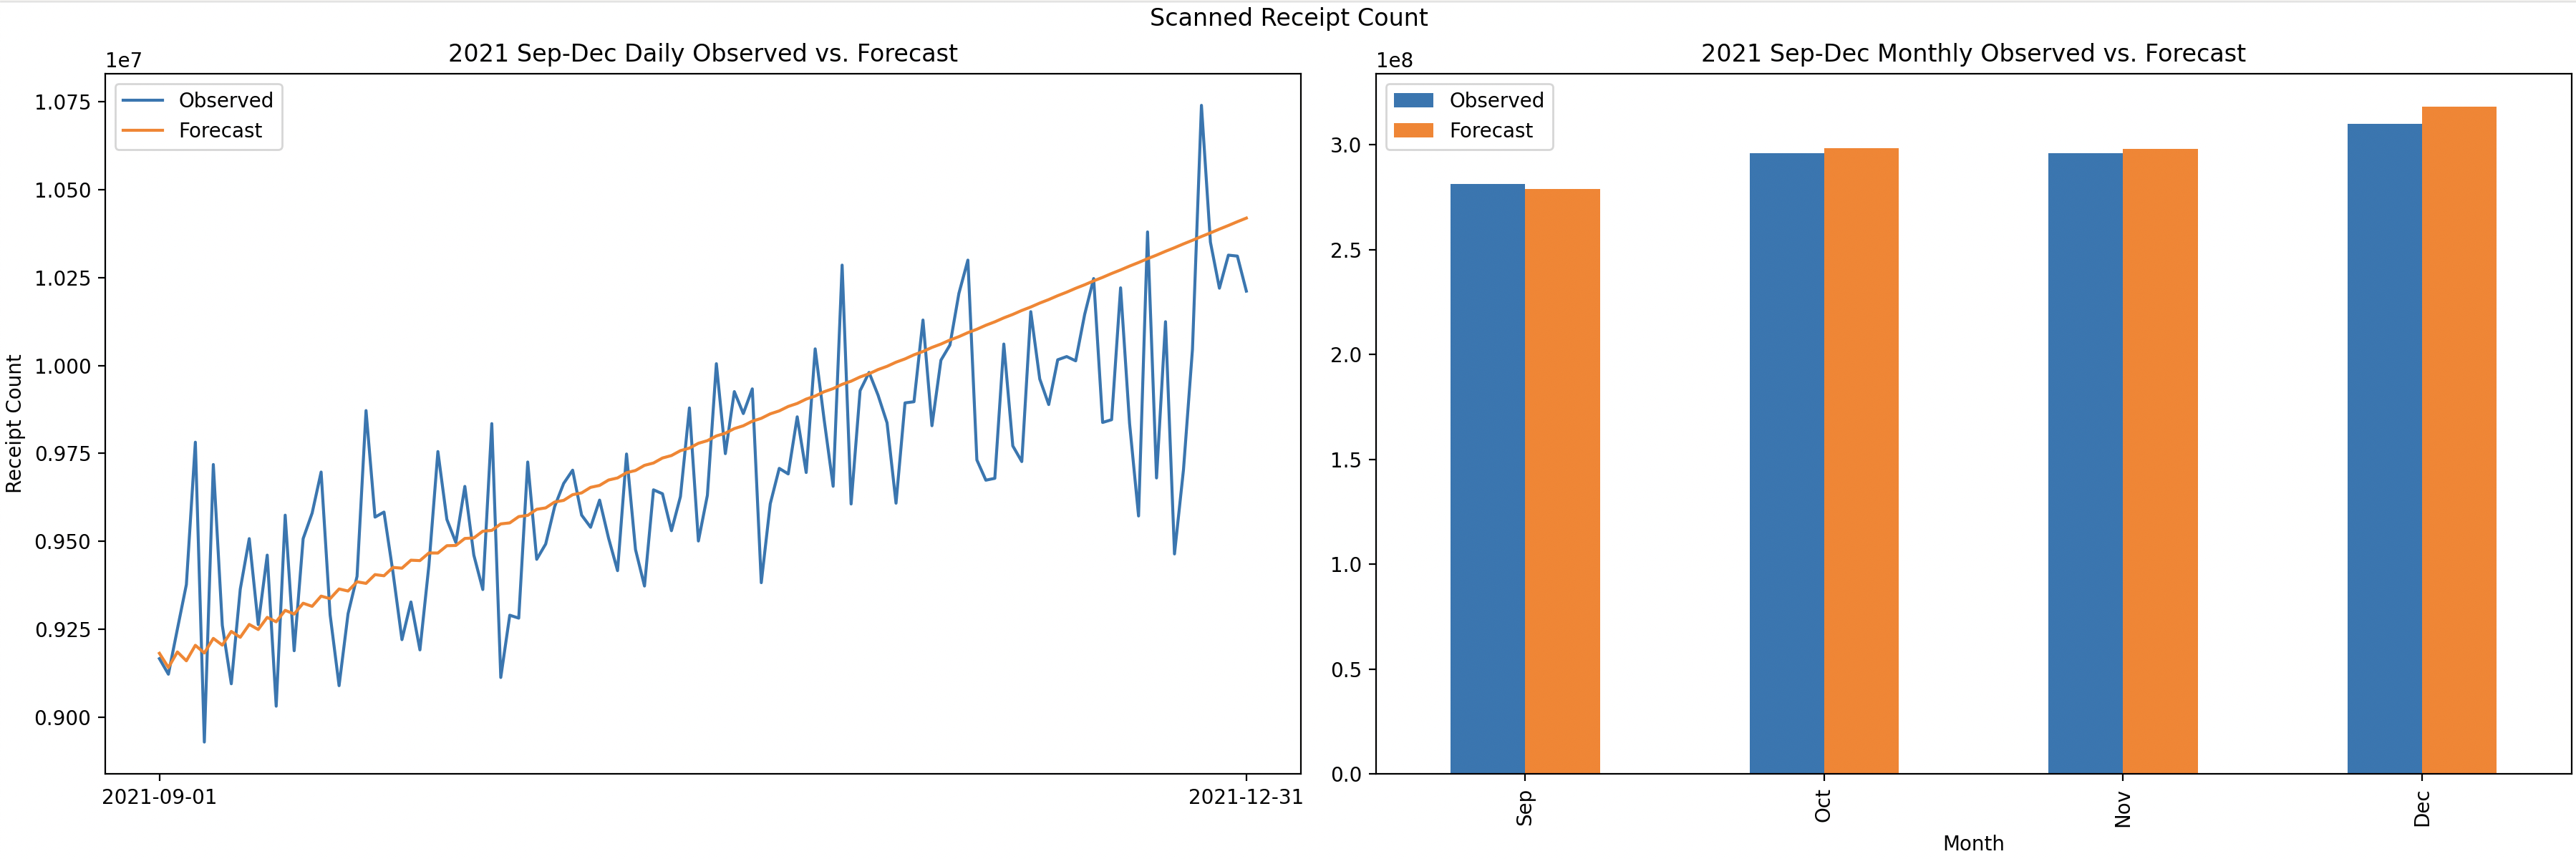 Scanned Receipt Count
2021 Sep-Dec Daily Observed vs. Forecast
1e7
Observed
Forecast
1.075
1.050
1.025
1.000
0.975
0.950
0.925
0.900
Receipt Count
2021-09-01
2021-12-31
2021 Sep-Dec Monthly Observed vs. Forecast
1e8
Observed
Forecast
3.0
2.5
2.0
1.5
1.0
0.5
0.0
Sep
Oct
Nov
Dec
Month